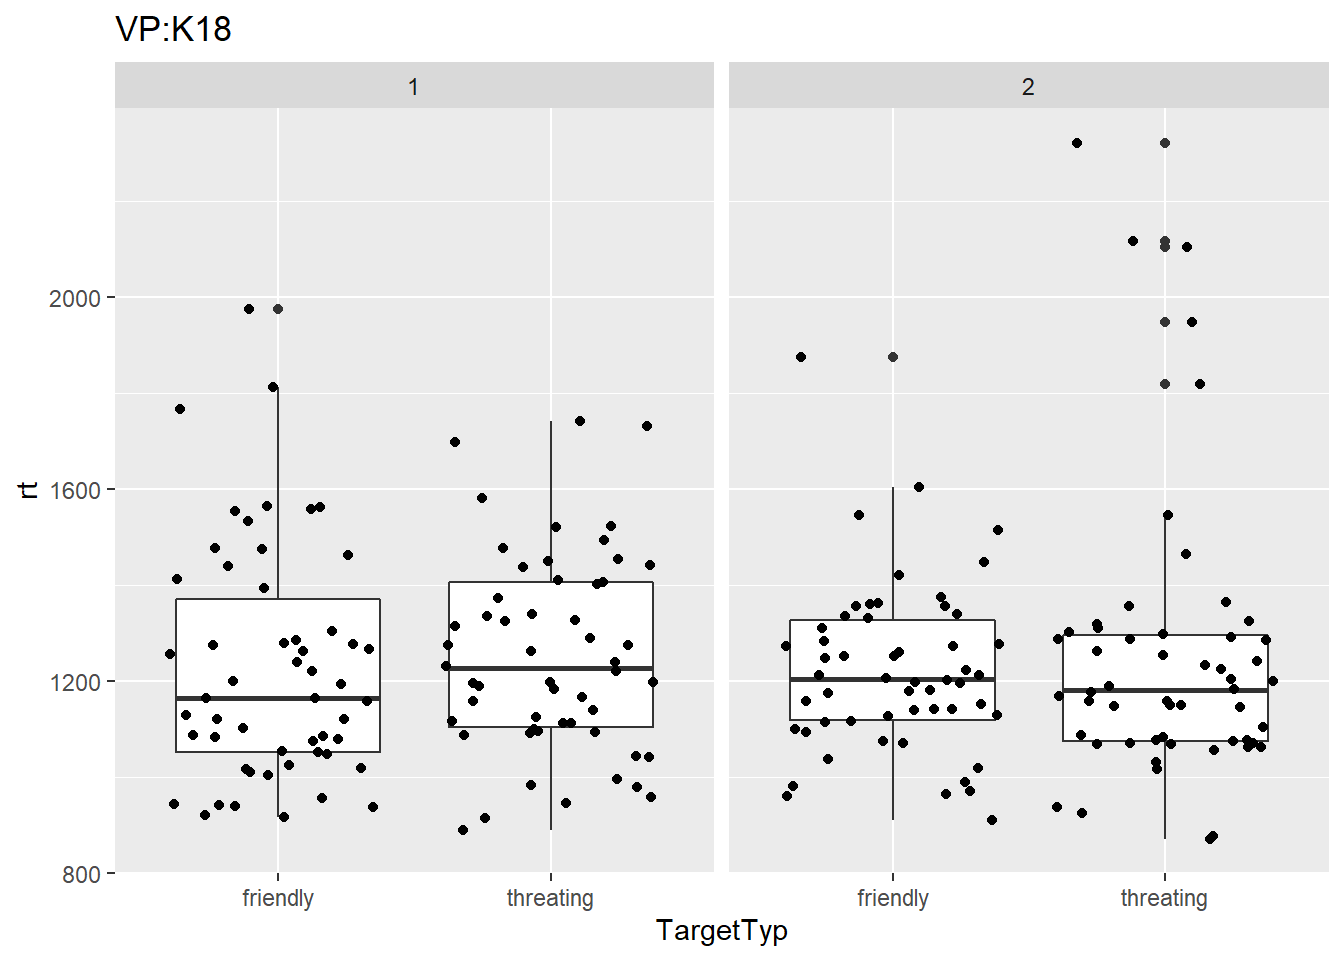 VP:K18
1 2
rt
2000
1600
1200
800
friendly threating friendly threating
TargetTyp